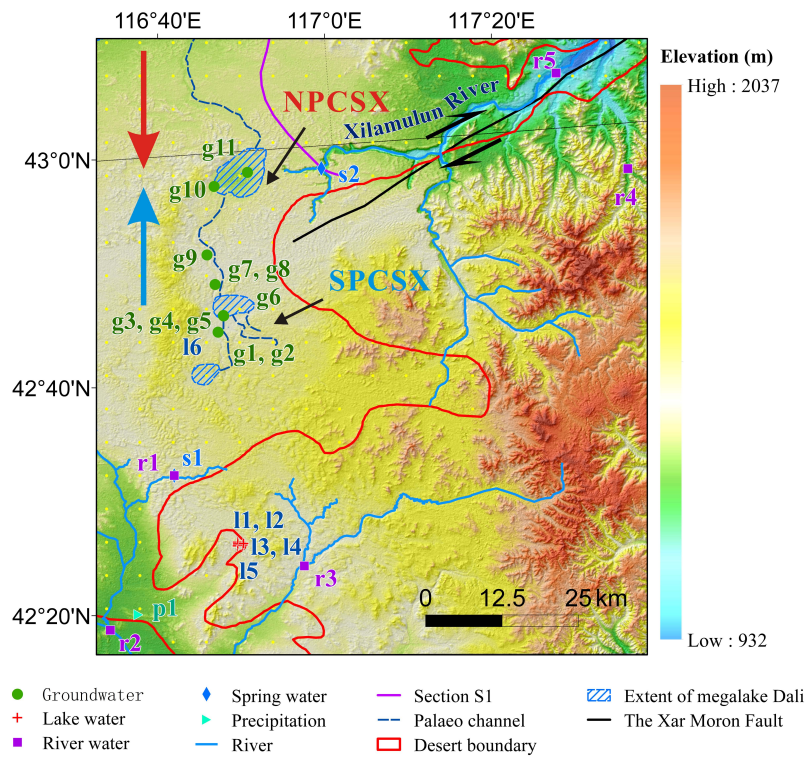 116°40'E 117°0'E 117°20'E
Elevation (m)
High : 2037
Low : 932
43°0'N
42°40'N
42°20'N
NPCSX
Xilamulun River
r5
g11
s2
g10
r4
g9
g7, g8
SPCSX
g6
g3, g4, g5
l6
g1, g2
r1 s1
l1, l2
l3, l4
l5
r3
p1
r2
0 12.5 25 km
Groundwater Spring water Section S1 Extent of megalake Dali
Lake water Precipitation Palaeo channel The Xar Moron Fault
River water River Desert boundary